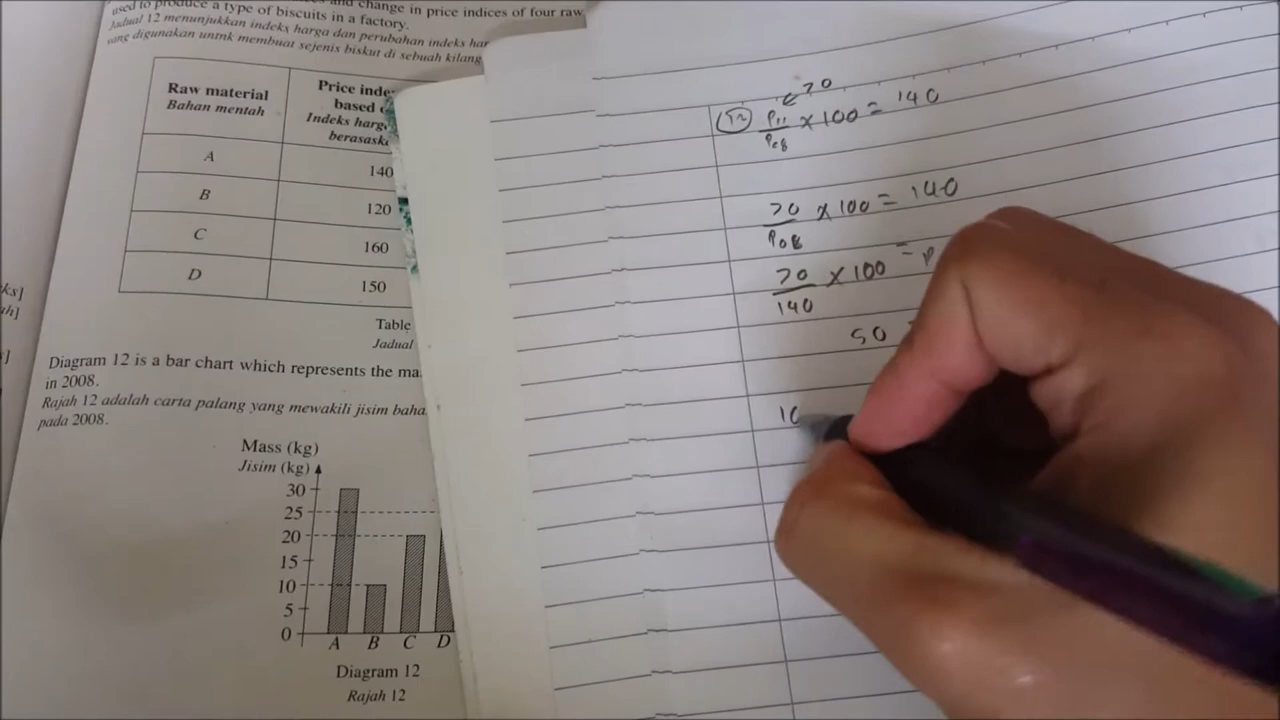 used to produce a type of biscuits in a factory.
and change in price indices of four raw
Jadual 12 menunjukkan indeks harga dan perubahan indeks har
yang digunakan untnk membuat sejenis biskut di sebuah kilang
Raw material
Bahan mentah
Price inde
based
Indeks harg
berasask
A
140
B
120
C
160
D
150
Table
Jadual
Diagram 12 is a bar chart which represents the ma
in 2008.
Rajah 12 adalah carta palang yang mewakili jisim baha
pada 2008.
Mass (kg)
Jisim (kg)
30
25
20
15
10
5
0
A B C D
Diagram 12
Rajah 12
ks]
70
P11/P08 × 100 = 140
70/P08 × 100 = 140
70/140 × 100 = P
50
10